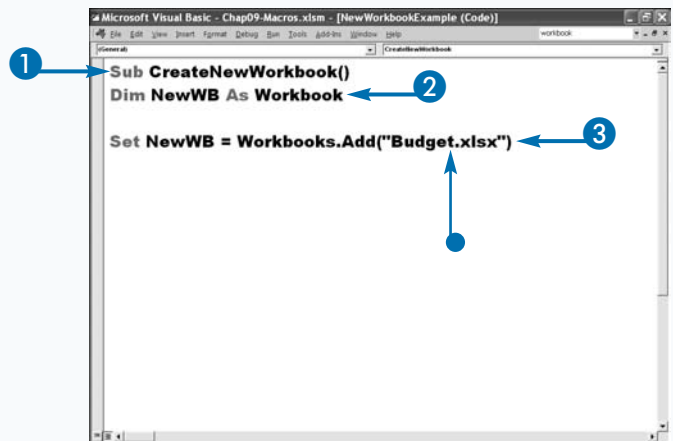 Microsoft Visual Basic - Chap09-Macros.xlsm - [NewWorkbookExample (Code)]
File Edit View Insert Format Debug Run Tools Add-Ins Window Help workbook
(General) CreateNewWorkbook
1 Sub CreateNewWorkbook()
Dim NewWB As Workbook 2
Set NewWB = Workbooks.Add("Budget.xlsx") 3